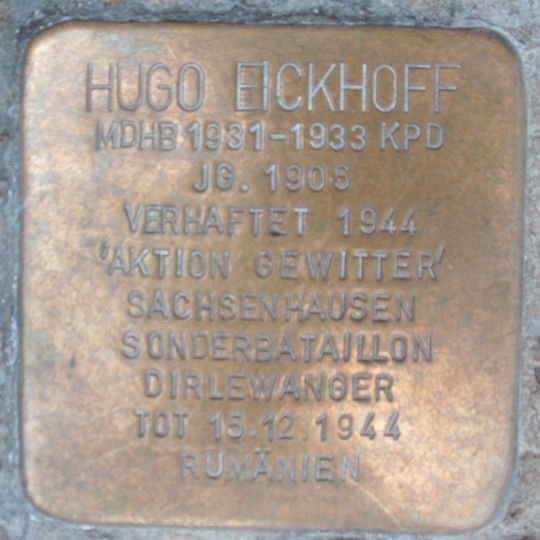 HUGO EICKHOFF
MDHB 1931-1933 KPD
JG. 1906
VERHAFTET 1944
'AKTION GEWITTER'
SACHSENHAUSEN
SONDERBATAILLON
DIRLEWANGER
TOT 15.12.1944
RUMÄNIEN